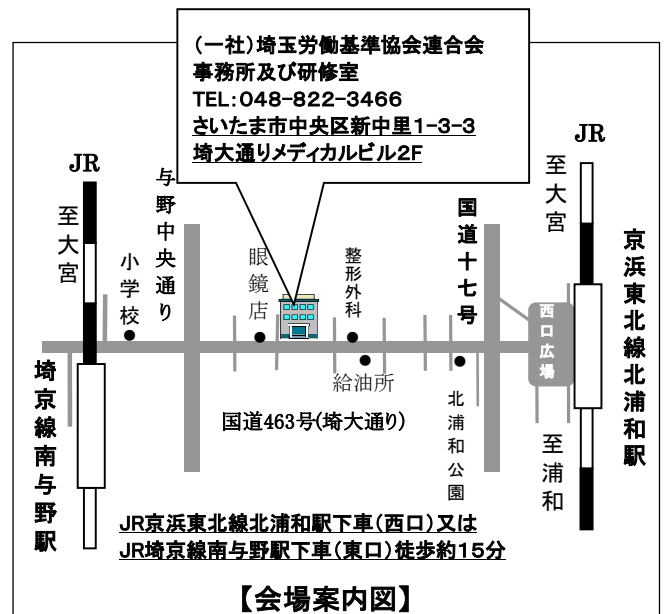 （一社）埼玉労働基準協会連合会
事務所及び研修室
TEL：048-822-3466
さいたま市中央区新中里1-3-3
埼大通りメディカルビル2F
JR
至大宮
小学校
与野中央通り
眼鏡店
整形外科
国道十七号
JR
至大宮
京浜東北線北浦和駅
西口広場
給油所
埼京線南与野駅
国道463号(埼大通り)
北浦和公園
至浦和
JR京浜東北線北浦和駅下車（西口）又は
JR埼京線南与野駅下車（東口）徒歩約15分
【会場案内図】